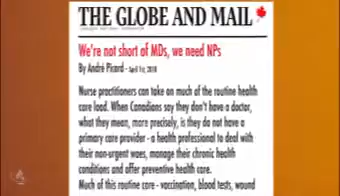 THE GLOBE AND MAIL
We're not short of MDs, we need NPs
By André Picard - April 1st, 2018
Nurse practitioners can take on much of the routine health
care load. When Canadians say they don't have a doctor,
what they mean, more precisely, is they do not have a
primary care provider - a health professional to deal with
their non-urgent woes, manage their chronic health
conditions and offer preventive health care.
Much of this routine care - vaccination, blood tests, wound